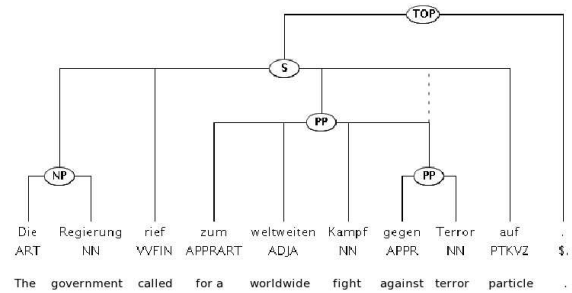 TOP
S
PP
NP PP
Die Regierung rief zum weltweiten Kampf gegen Terror auf .
ART NN VVFIN APPRART ADJA NN APPR NN PTKVZ $.
The government called for a worldwide fight against terror particle .